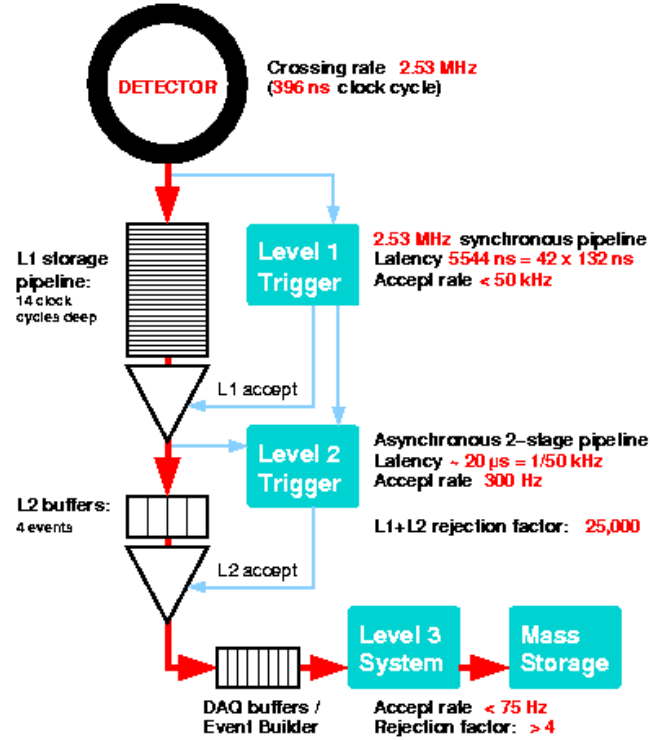 DETECTOR
Crossing rate 2.53 MHz
(396 ns clock cycle)
L1 storage
pipeline:
14 clock
cycles deep
Level 1
Trigger
2.53 MHz synchronous pipeline
Latency 5544 ns = 42 x 132 ns
Accept rate < 50 kHz
L1 accept
Level 2
Trigger
Asynchronous 2-stage pipeline
Latency ~ 20 µs = 1/50 kHz
Accept rate 300 Hz
L2 buffers:
4 events
L1+L2 rejection factor: 25,000
L2 accept
Level 3
System
Mass
Storage
DAQ buffers /
Event Builder
Accept rate < 75 Hz
Rejection factor: > 4